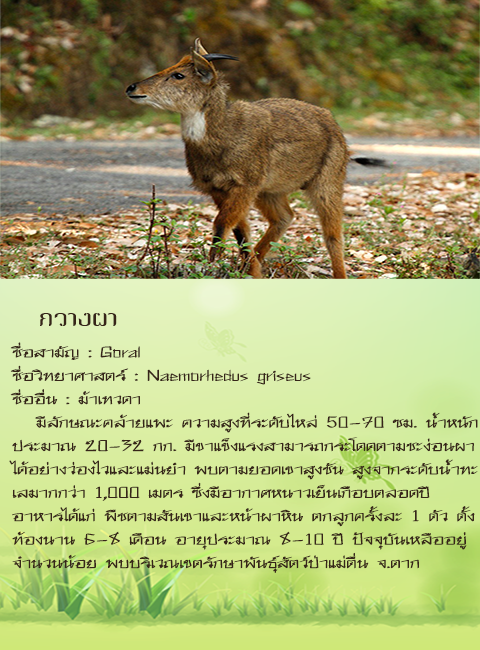 กวางผา
ชื่อสามัญ : Goral
ชื่อวิทยาศาสตร์ : Naemorhedus griseus
ชื่ออื่น : ม้าเทวดา
มีลักษณะคล้ายแพะ ความสูงที่ระดับไหล่ 50-70 ซม. น้ำหนัก
ประมาณ 20-32 กก. มีขาแข็งแรงสามารถกระโดดตามชะง่อนผา
ได้อย่างว่องไวและแม่นยำ พบตามยอดเขาสูงชัน สูงจากระดับน้ำทะ
เลมากกว่า 1,000 เมตร ซึ่งมีอากาศหนาวเย็นเกือบตลอดปี
อาหารได้แก่ พืชตามสันเขาและหน้าผาหิน ตกลูกครั้งละ 1 ตัว ตั้ง
ท้องนาน 6-8 เดือน อายุประมาณ 8-10 ปี ปัจจุบันเหลืออยู่
จำนวนน้อย พบบริเวณเขตรักษาพันธุ์สัตว์ป่าแม่ตื่น จ.ตาก